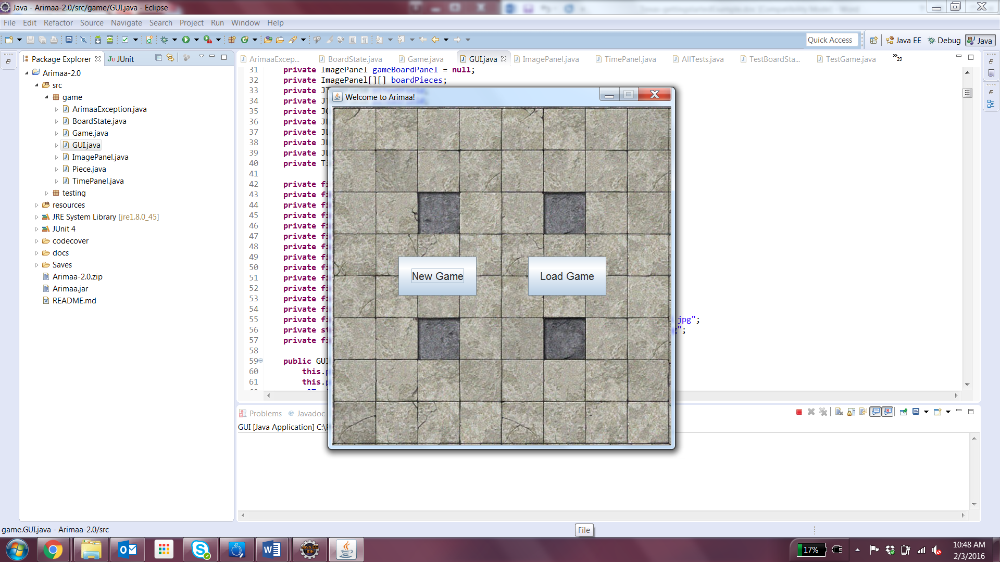 Java - Arimaa-2.0/src/game/GUI.java - Eclipse
File Edit Refactor Source Navigate Search Project Run Window Help
Quick Access Java EE Debug Java
Package Explorer JUnit
ArimaaExcep... BoardState.java Game.java GUI.java ImagePanel.java TimePanel.java AllTests.java TestBoardSta... TestGame.java »29
Arimaa-2.0
src
game
ArimaaException.java
BoardState.java
Game.java
GUI.java
ImagePanel.java
Piece.java
TimePanel.java
testing
resources
JRE System Library [jre1.8.0_45]
JUnit 4
codecover
docs
Saves
Arimaa-2.0.zip
Arimaa.jar
README.md
31 private ImagePanel gameBoardPanel = null;
32 private ImagePanel[][] boardPieces;
33 private
34 private
35 private
36 private
37 private
38 private
39 private
40 private
41
42 private
43 private
44 private
45 private
46 private
47 private
48 private
49 private
50 private
51 private
52 private
53 private
54 private
55 private jpg";
56 private ";
57 private
58
59 public GUI
60 this.
61 this.
Welcome to Arimaa!
New Game
Load Game
Problems Javadoc
GUI [Java Application] C:\
game.GUI.java - Arimaa-2.0/src
File
17%
10:48 AM
2/3/2016